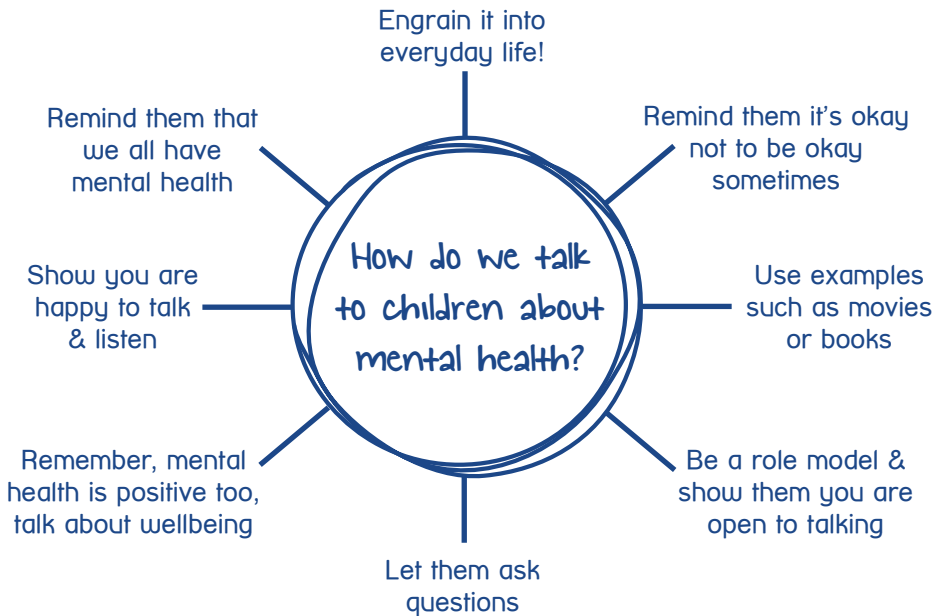 Engrain it into
everyday life!
Remind them that
we all have
mental health
Remind them it's okay
not to be okay
sometimes
How do we talk
to children about
mental health?
Show you are
happy to talk
& listen
Use examples
such as movies
or books
Remember, mental
health is positive too,
talk about wellbeing
Be a role model &
show them you are
open to talking
Let them ask
questions